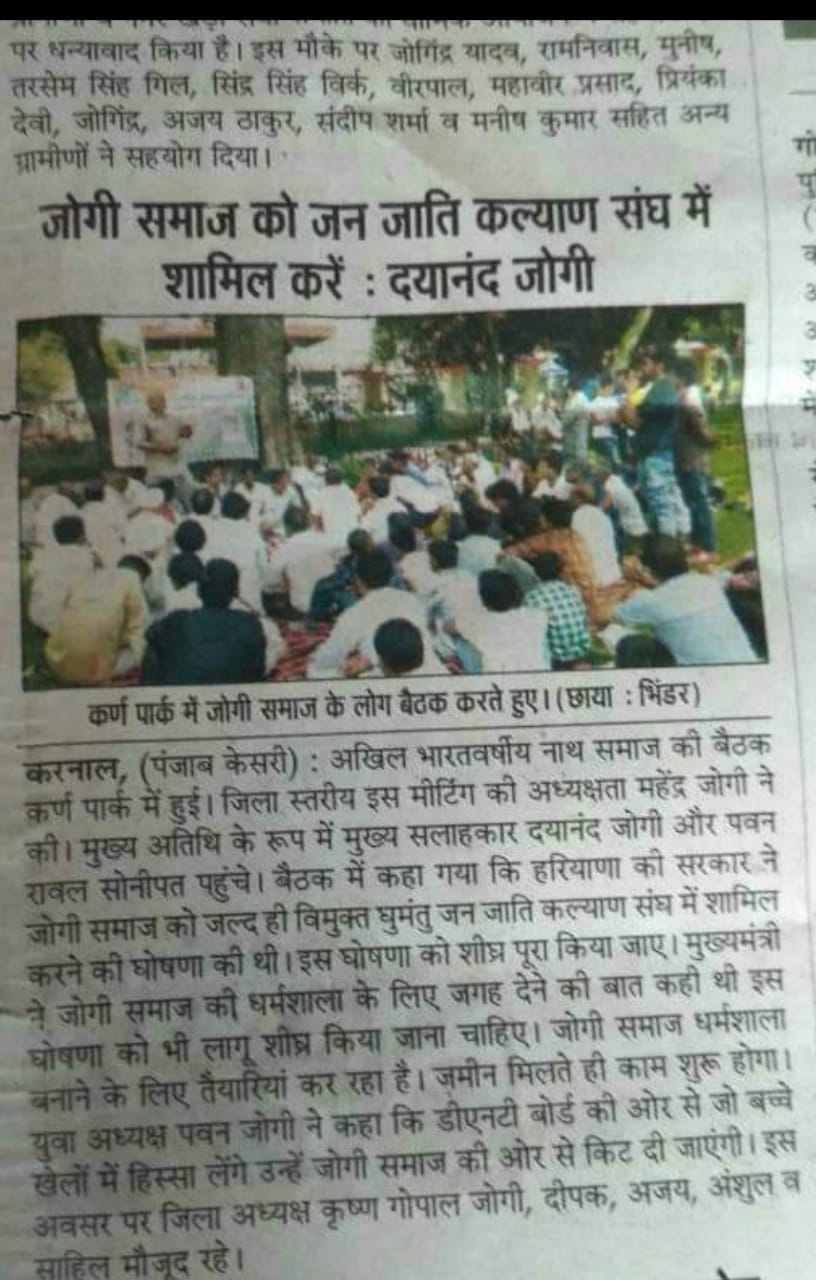 पर धन्यावाद किया है। इस मौके पर जोगिंद्र यादव, रामनिवास, मुनीष,
तरसेम सिंह गिल, सिंद्र सिंह विर्क, वीरपाल, महावीर प्रसाद, प्रियंका
देवी, जोगिंद्र, अजय ठाकुर, संदीप शर्मा व मनीष कुमार सहित अन्य
ग्रामीणों ने सहयोग दिया।
जोगी समाज को जन जाति कल्याण संघ में
शामिल करें : दयानंद जोगी
कर्ण पार्क में जोगी समाज के लोग बैठक करते हुए। (छाया : भिंडर)
करनाल, (पंजाब केसरी) : अखिल भारतवर्षीय नाथ समाज की बैठक
कर्ण पार्क में हुई। जिला स्तरीय इस मीटिंग की अध्यक्षता महेंद्र जोगी ने
की। मुख्य अतिथि के रूप में मुख्य सलाहकार दयानंद जोगी और पवन
रावल सोनीपत पहुंचे। बैठक में कहा गया कि हरियाणा की सरकार ने
जोगी समाज को जल्द ही विमुक्त घुमंतु जन जाति कल्याण संघ में शामिल
करने की घोषणा की थी। इस घोषणा को शीघ्र पूरा किया जाए। मुख्यमंत्री
ने जोगी समाज की धर्मशाला के लिए जगह देने की बात कही थी इस
घोषणा को भी लागू शीघ्र किया जाना चाहिए। जोगी समाज धर्मशाला
बनाने के लिए तैयारियां कर रहा है। जमीन मिलते ही काम शुरू होगा।
युवा अध्यक्ष पवन जोगी ने कहा कि डीएनटी बोर्ड की ओर से जो बच्चे
खेलों में हिस्सा लेंगे उन्हें जोगी समाज की ओर से किट दी जाएंगी। इस
अवसर पर जिला अध्यक्ष कृष्ण गोपाल जोगी, दीपक, अजय, अंशुल व
साहिल मौजूद रहे।